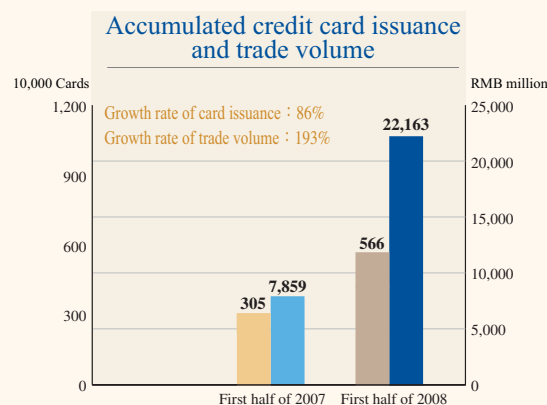 Accumulated credit card issuance
and trade volume
10,000 Cards
RMB million
1,200
900
600
300
0
25,000
20,000
15,000
10,000
5,000
0
Growth rate of card issuance：86%
Growth rate of trade volume：193%
305
7,859
566
22,163
First half of 2007
First half of 2008